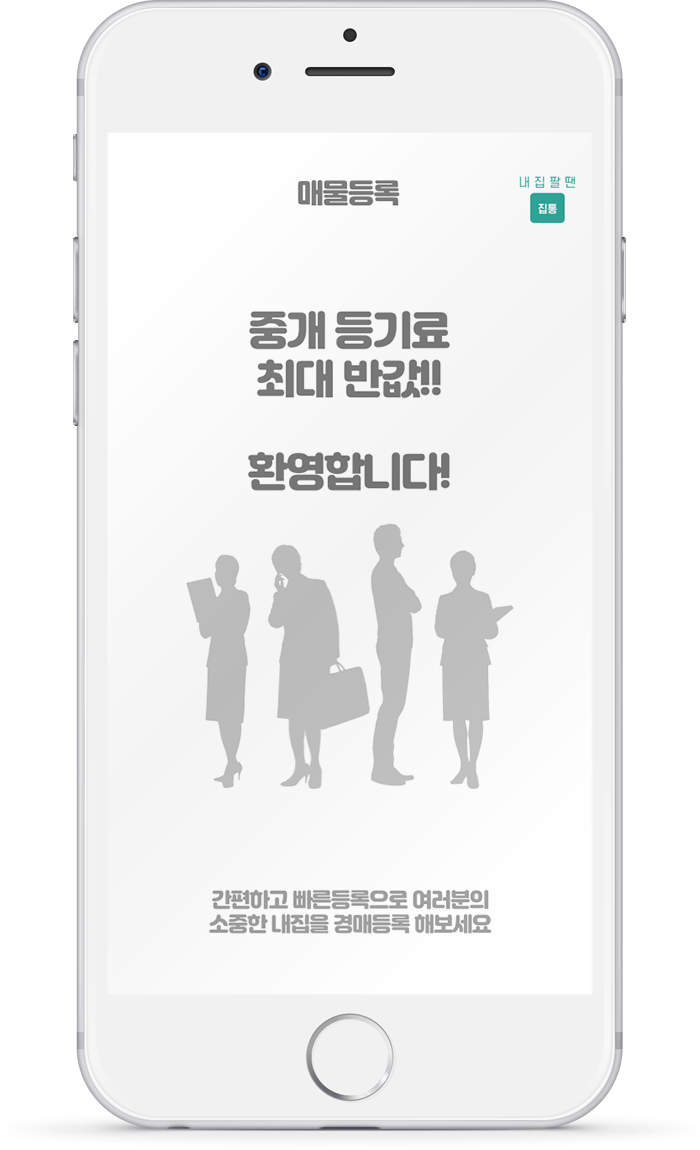 매물등록
내 집 팔 땐
집통
중개 등기료
최대 반값!!
환영합니다!
간편하고 빠른등록으로 여러분의
소중한 내집을 경매등록 해보세요